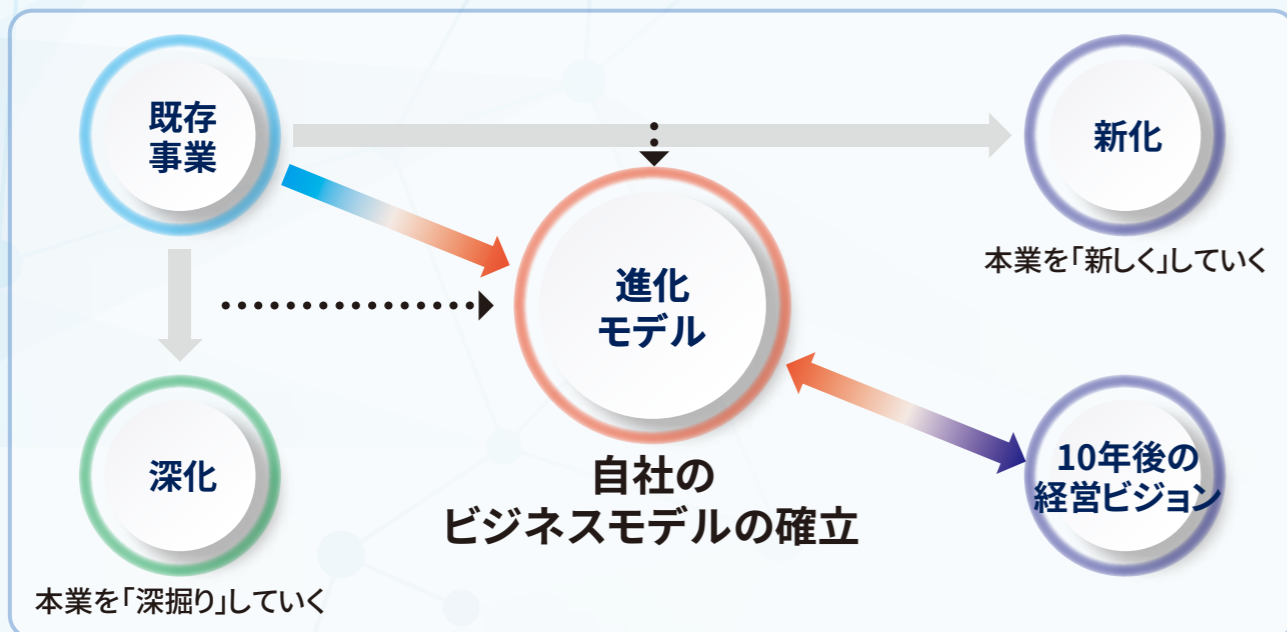 既存
事業
新化
本業を「新しく」していく
進化
モデル
自社の
ビジネスモデルの確立
深化
本業を「深掘り」していく
10年後の
経営ビジョン